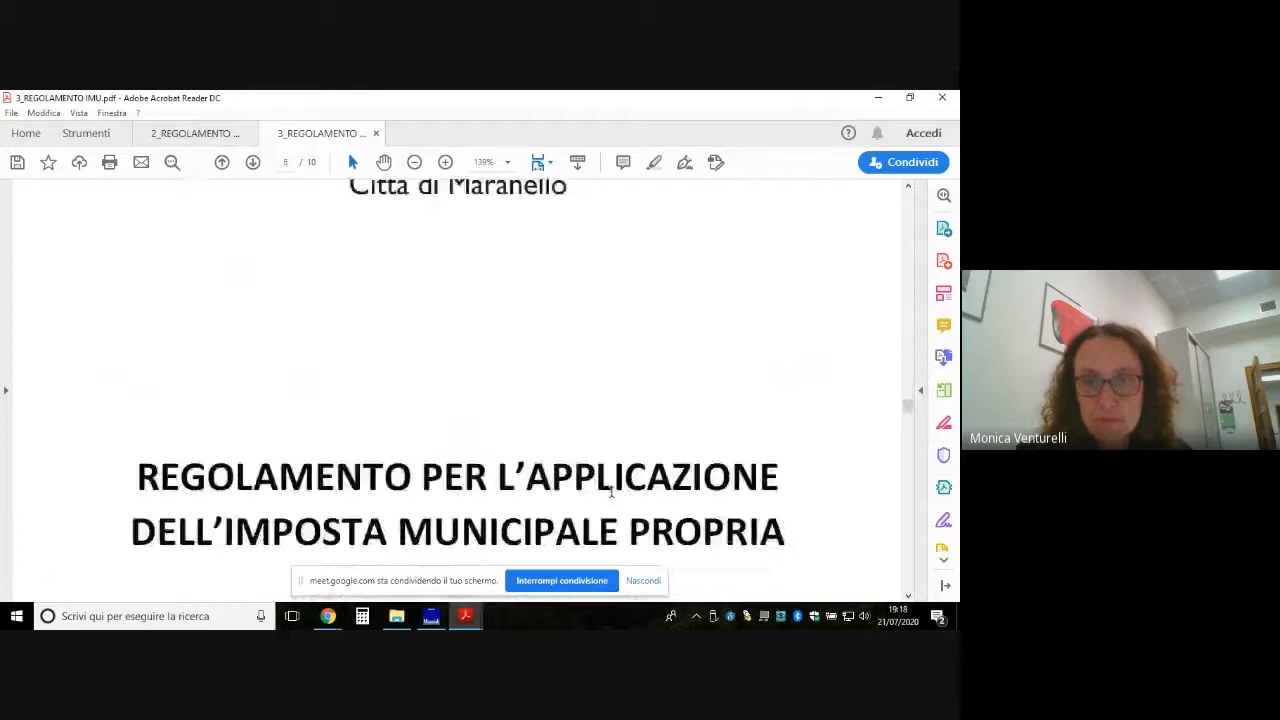 3_REGOLAMENTO IMU.pdf - Adobe Acrobat Reader DC
File Modifica Vista Finestra ?
Home Strumenti 2_REGOLAMENTO ... 3_REGOLAMENTO ... × Accedi
/ 10 139% Condividi
Città di Maranello
REGOLAMENTO PER L’APPLICAZIONE
DELL’IMPOSTA MUNICIPALE PROPRIA
meet.google.com sta condividendo il tuo schermo. Interrompi condivisione Nascondi
Monica Venturelli
Scrivi qui per eseguire la ricerca
19:18
21/07/2020
2